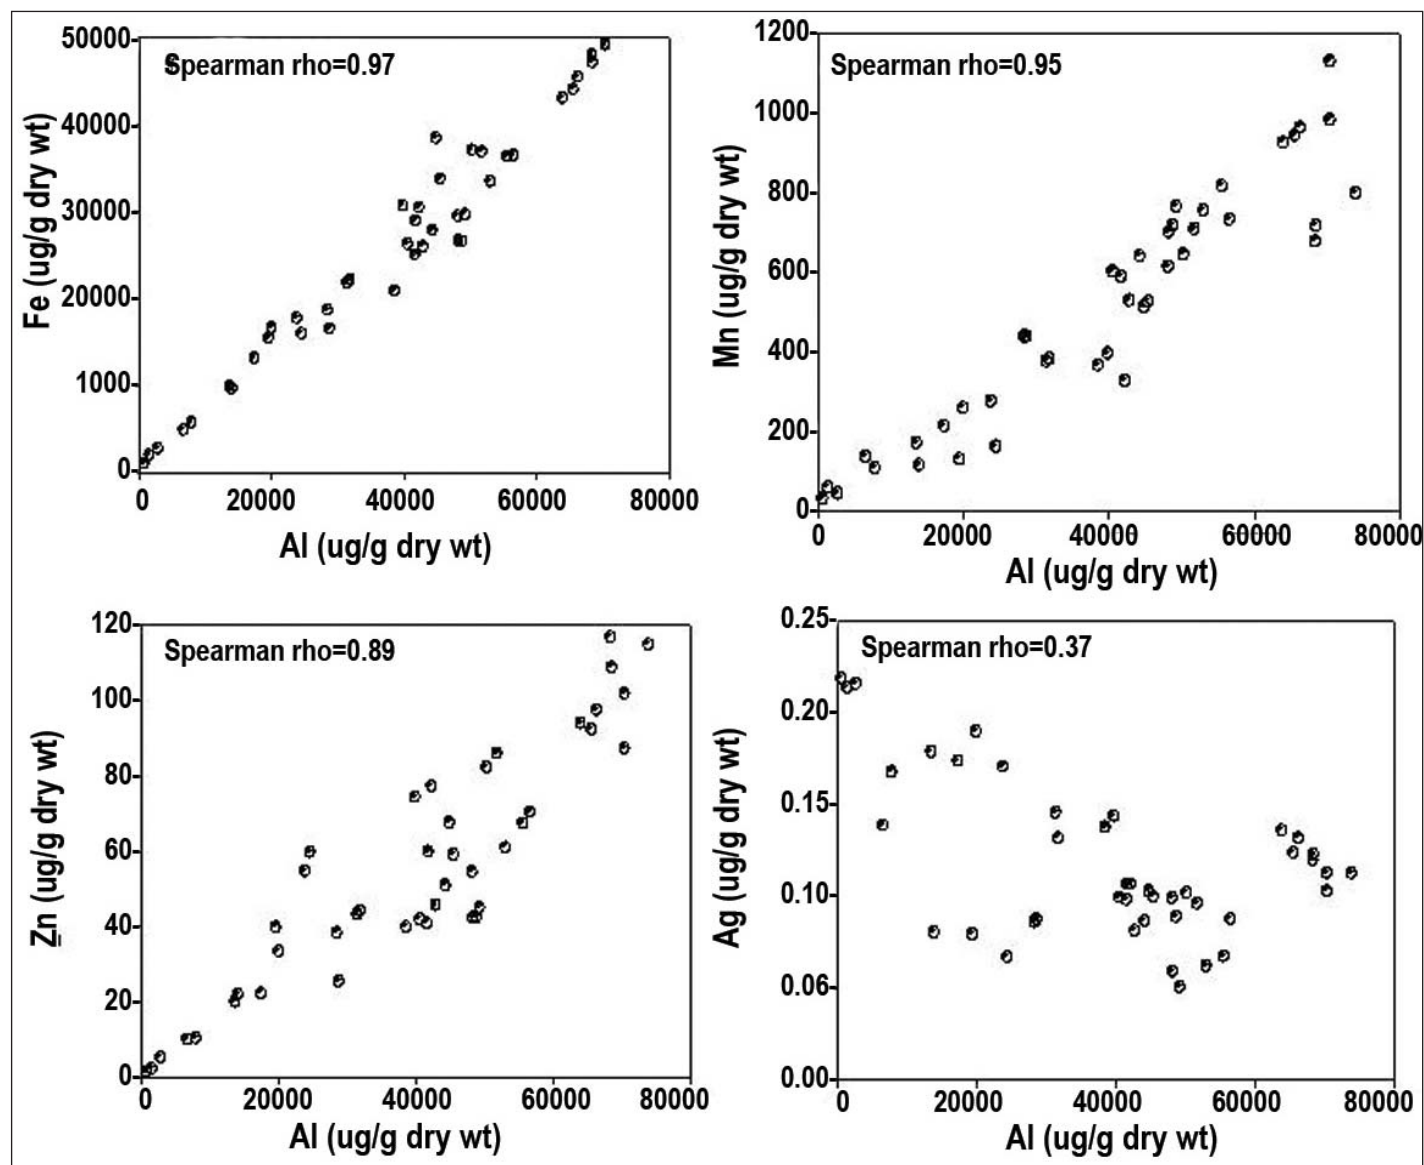 50000
40000
30000
20000
1000
0
Spearman rho=0.97
Fe (ug/g dry wt)
0 20000 40000 60000 80000
Al (ug/g dry wt)
1200
1000
800
600
400
200
0
Spearman rho=0.95
Mn (ug/g dry wt)
0 20000 40000 60000 80000
Al (ug/g dry wt)
120
100
80
60
40
20
0
Spearman rho=0.89
Zn (ug/g dry wt)
0 20000 40000 60000 80000
Al (ug/g dry wt)
0.25
0.20
0.15
0.10
0.06
0.00
Spearman rho=0.37
Ag (ug/g dry wt)
0 20000 40000 60000 80000
Al (ug/g dry wt)